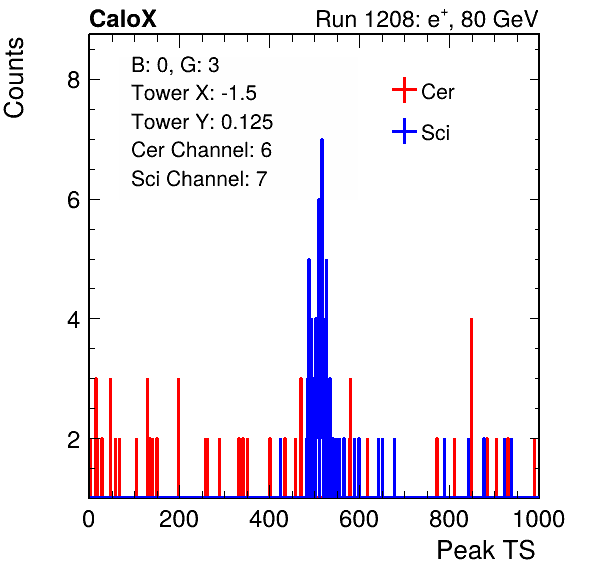 CaloX Run 1208: e⁺, 80 GeV
Counts
B: 0, G: 3
Tower X: -1.5
Tower Y: 0.125
Cer Channel: 6
Sci Channel: 7
Cer
Sci
8
6
4
2
0 200 400 600 800 1000
Peak TS